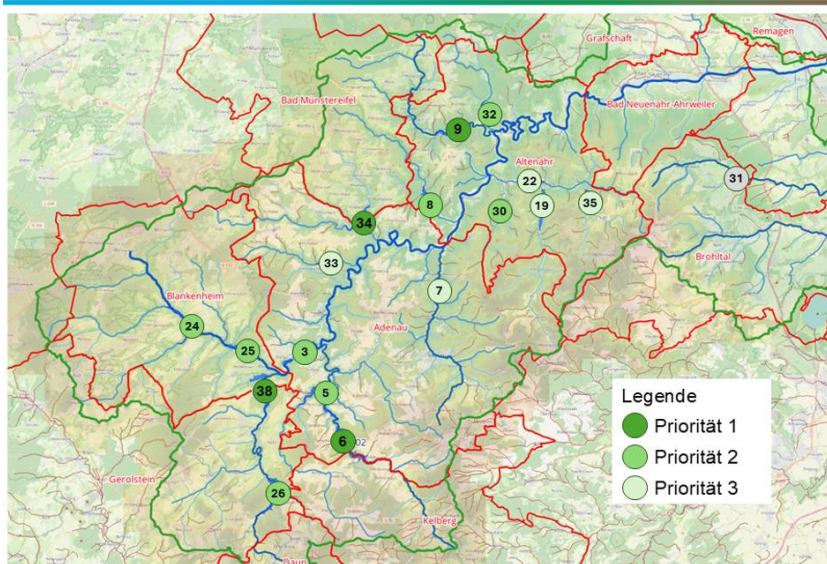 Remagen
Grafschaft
Bad Münstereifel
Bad Neuenahr-Ahrweiler
32
9
Altenahr
22
31
8
30
19
35
34
33
Brohltal
7
Blankenheim
24
Adenau
25
3
38
5
Legende
Priorität 1
6
02
Priorität 2
Gerolstein
26
Priorität 3
Kelberg
Daun